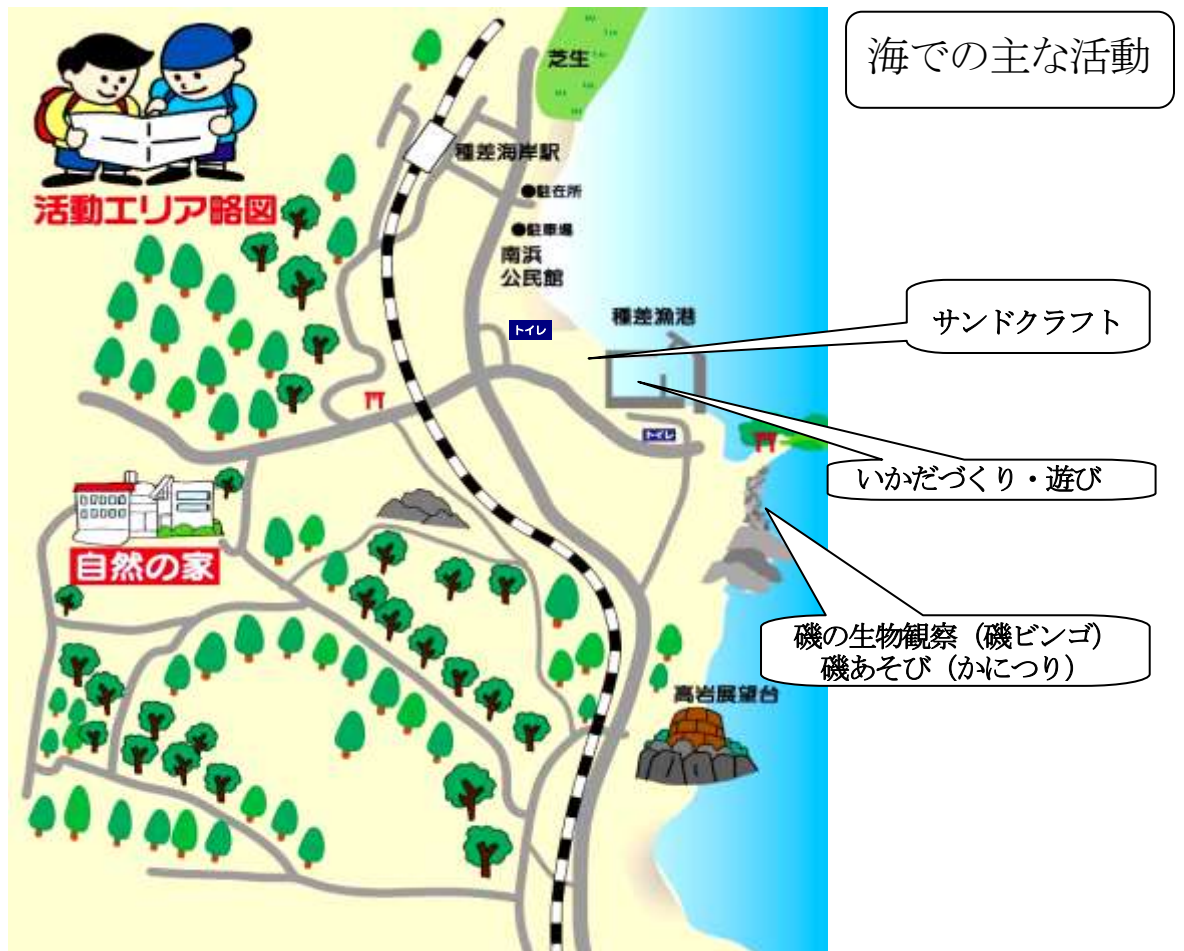 海での主な活動
芝生
種差海岸駅
活動エリア略図
●駐在所
●駐車場
南浜
公民館
トイレ
種差漁港
サンドクラフト
トイレ
いかだづくり・遊び
自然の家
磯の生物観察（磯ビンゴ）
磯あそび（かにつり）
高岩展望台